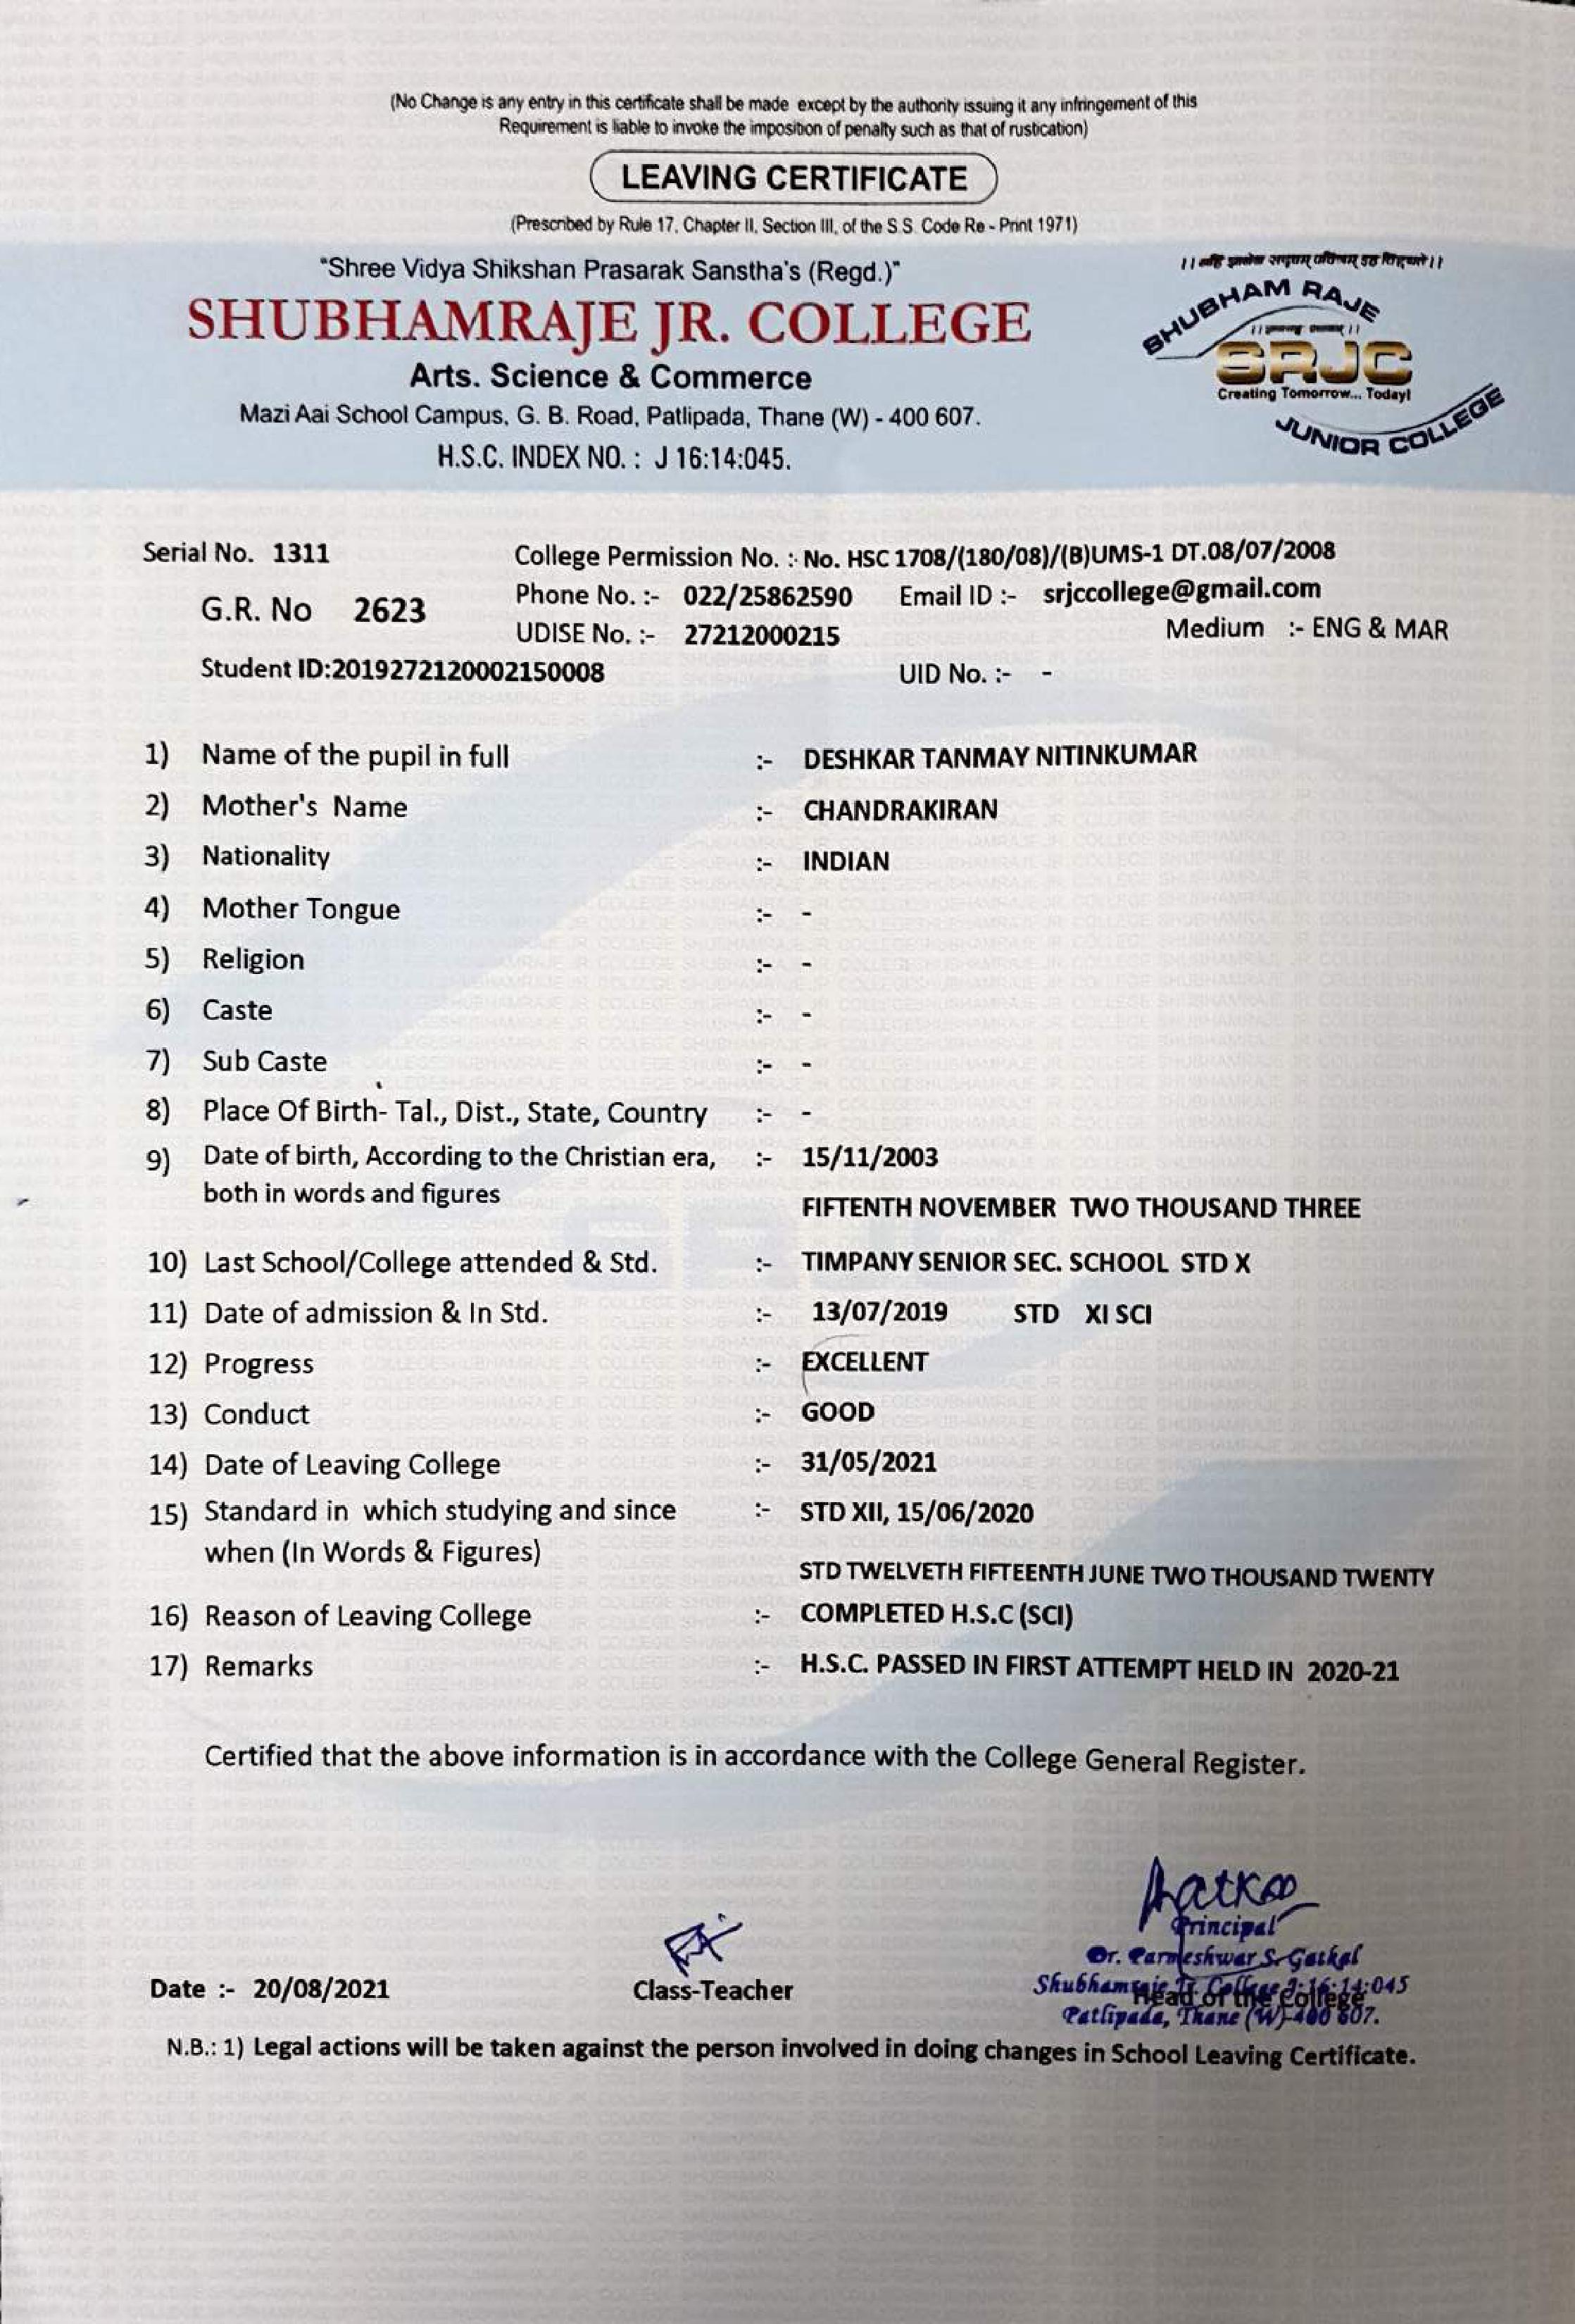 (No Change is any entry in this certificate shall be made except by the authority issuing it any infringement of this
Requirement is liable to invoke the imposition of penalty such as that of rustication)
LEAVING CERTIFICATE
(Prescribed by Rule 17, Chapter II, Section III, of the S.S. Code Re - Print 1971)
"Shree Vidya Shikshan Prasarak Sanstha's (Regd.)"
SHUBHAMRAJE JR. COLLEGE
Arts. Science & Commerce
Mazi Aai School Campus, G. B. Road, Patlipada, Thane (W) - 400 607.
H.S.C. INDEX NO. : J 16:14:045.
SHUBHAM RAJE
SRJC
Creating Tomorrow... Today!
JUNIOR COLLEGE
Serial No. 1311 College Permission No. :- No. HSC 1708/(180/08)/(B)UMS-1 DT.08/07/2008
G.R. No 2623 Phone No. :- 022/25862590 Email ID :- srjccollege@gmail.com
UDISE No. :- 27212000215 Medium :- ENG & MAR
Student ID:2019272120002150008 UID No. :- -
1) Name of the pupil in full :- DESHKAR TANMAY NITINKUMAR
2) Mother's Name :- CHANDRAKIRAN
3) Nationality :- INDIAN
4) Mother Tongue :- -
5) Religion :- -
6) Caste :- -
7) Sub Caste :- -
8) Place Of Birth- Tal., Dist., State, Country :- -
9) Date of birth, According to the Christian era, :- 15/11/2003
both in words and figures FIFTENTH NOVEMBER TWO THOUSAND THREE
10) Last School/College attended & Std. :- TIMPANY SENIOR SEC. SCHOOL STD X
11) Date of admission & In Std. :- 13/07/2019 STD XI SCI
12) Progress :- EXCELLENT
13) Conduct :- GOOD
14) Date of Leaving College :- 31/05/2021
15) Standard in which studying and since :- STD XII, 15/06/2020
when (In Words & Figures) STD TWELVETH FIFTEENTH JUNE TWO THOUSAND TWENTY
16) Reason of Leaving College :- COMPLETED H.S.C (SCI)
17) Remarks :- H.S.C. PASSED IN FIRST ATTEMPT HELD IN 2020-21
Certified that the above information is in accordance with the College General Register.
Principal
Dr. Parmeshwar S. Gatkal
Shubhamraje Jr. College J-16:14:045
Patlipada, Thane (W)-400 607.
Date :- 20/08/2021 Class-Teacher Head of the College
N.B.: 1) Legal actions will be taken against the person involved in doing changes in School Leaving Certificate.